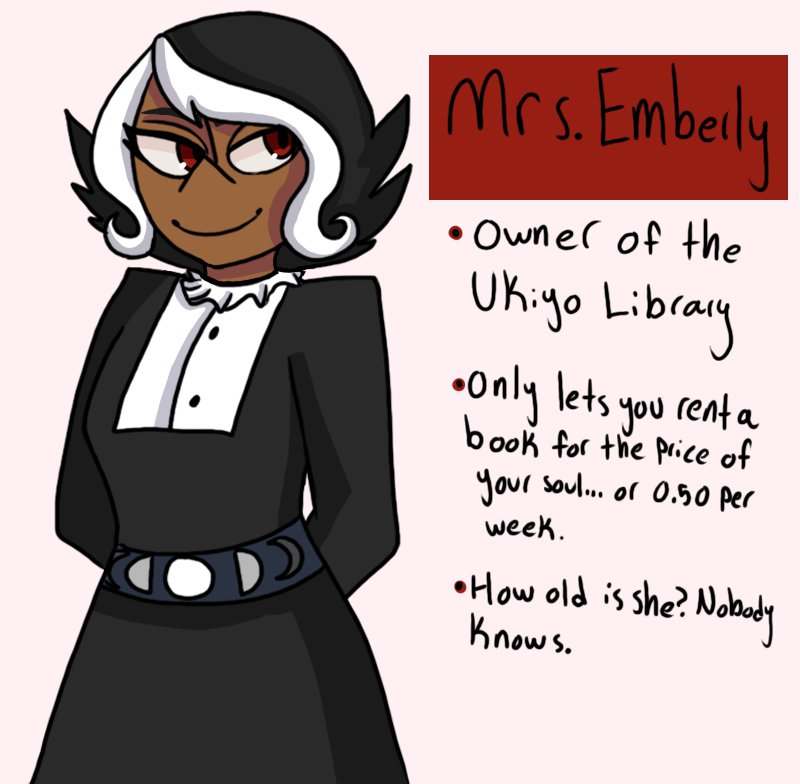 Mrs. Emberly
• Owner of the
Ukiyo Library
• Only lets you rent a
book for the price of
your soul... or 0.50 per
week.
• How old is she? Nobody
knows.